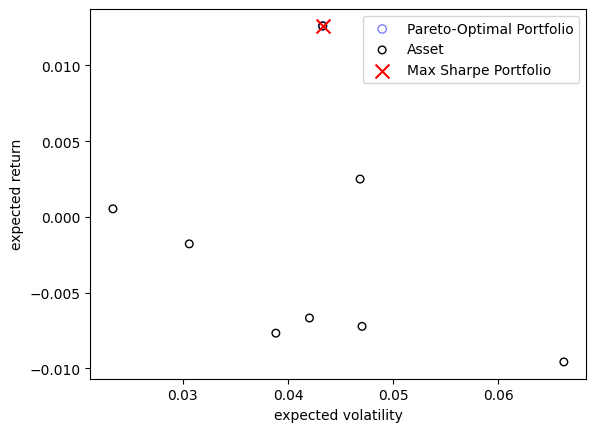 Pareto-Optimal Portfolio
Asset
Max Sharpe Portfolio
expected return
0.010
0.005
0.000
−0.005
−0.010
0.03 0.04 0.05 0.06
expected volatility